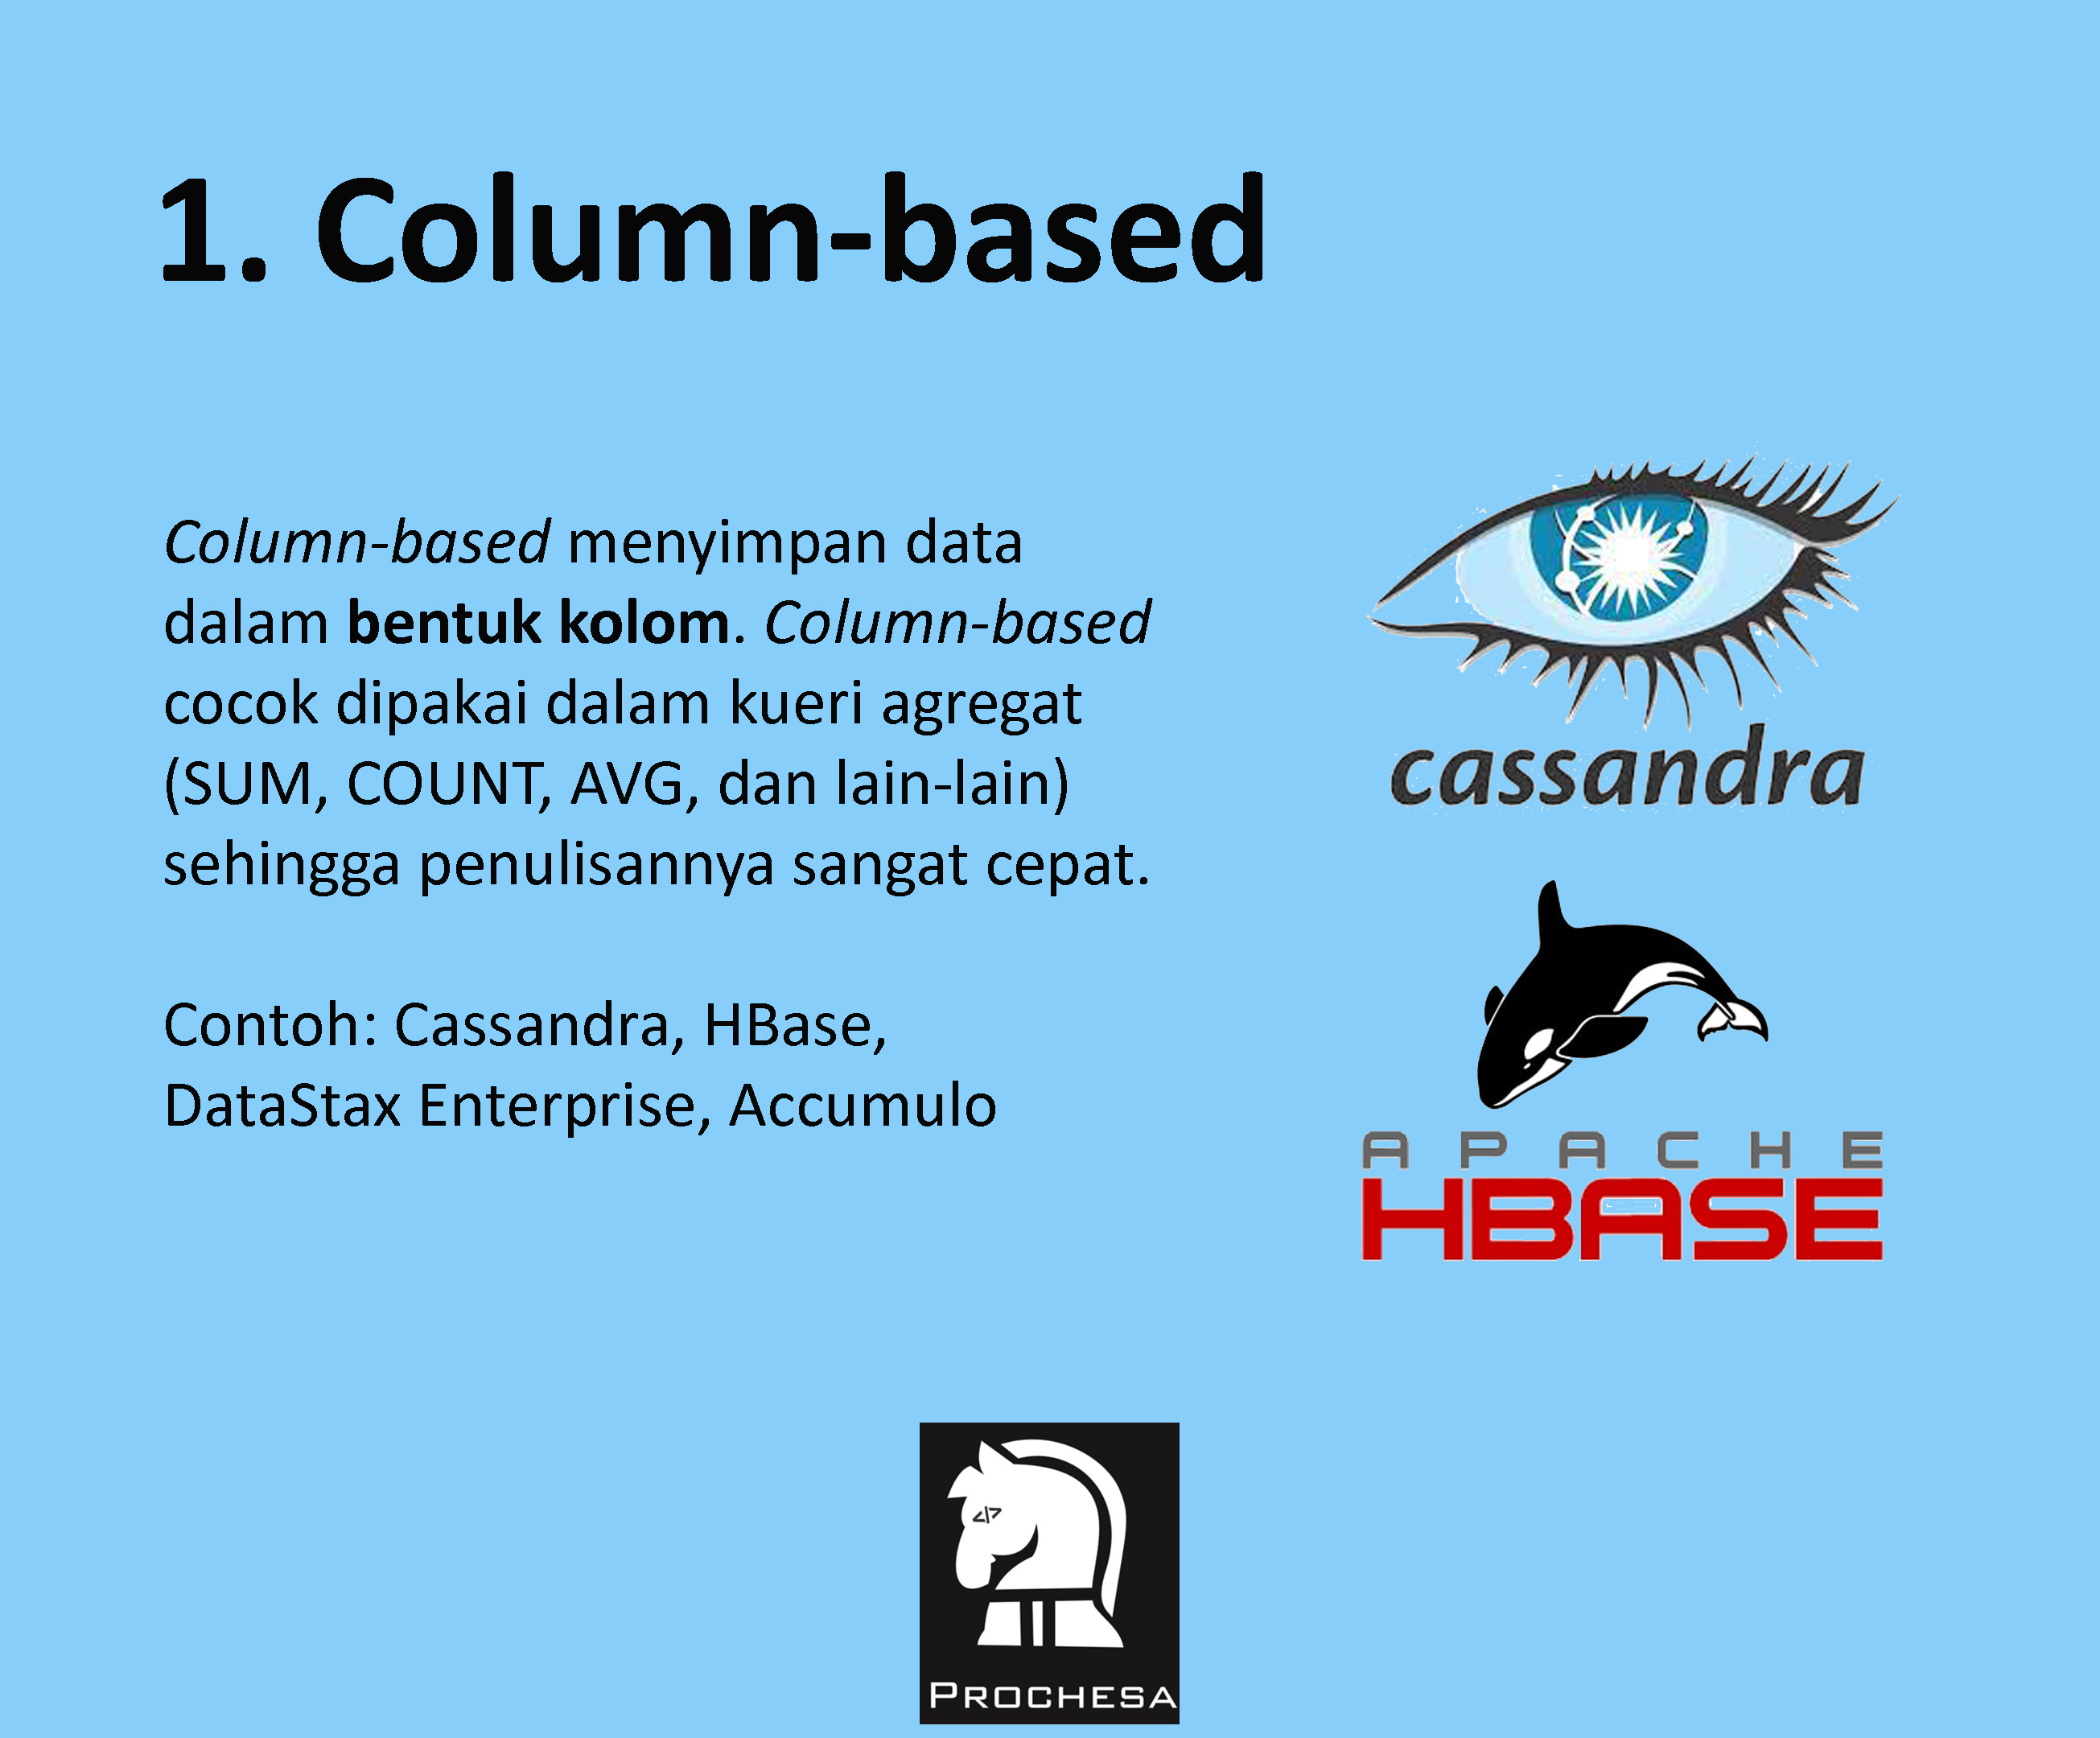 1. Column-based
Column-based menyimpan data
dalam bentuk kolom. Column-based
cocok dipakai dalam kueri agregat
(SUM, COUNT, AVG, dan lain-lain)
sehingga penulisannya sangat cepat.
Contoh: Cassandra, HBase,
DataStax Enterprise, Accumulo
cassandra
APACHE
HBASE
</>
PROCHESA